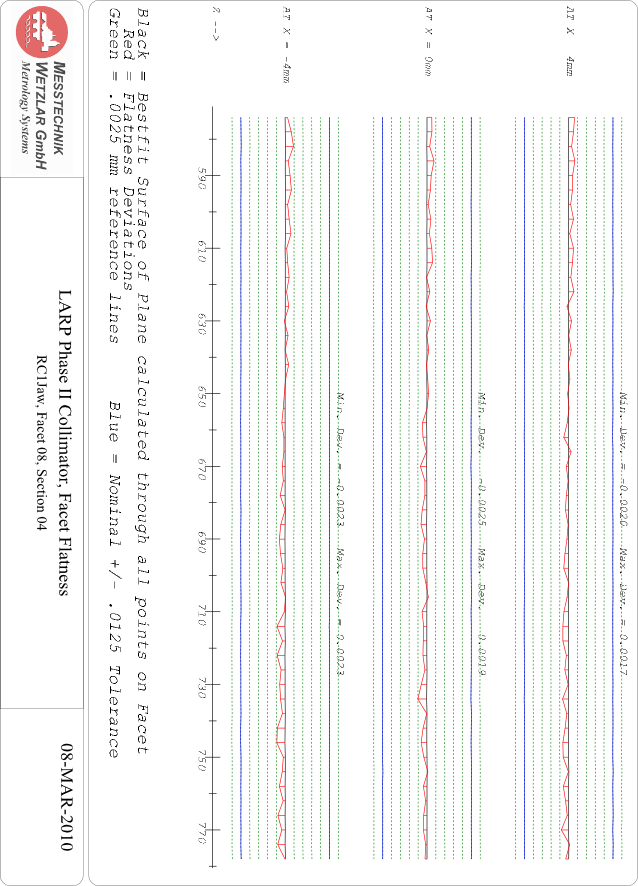 AT X   4mm
Min. Dev. = -0.0020   Max. Dev. = 0.0017
AT X = 0mm
Min. Dev.   -0.0025   Max. Dev.   0.0019
AT X = -4mm
Min. Dev. = -0.0023   Max. Dev. = 0.0023
Z -->
590 610 630 650 670 690 710 730 750 770
Black = Bestfit Surface of Plane calculated through all points on Facet
Red = Flatness Deviations
Green = .0025 mm reference lines   Blue = Nominal +/- .0125 Tolerance
MESSTECHNIK
WETZLAR GmbH
Metrology Systems
LARP Phase II Collimator, Facet Flatness
RC1Jaw, Facet 08, Section 04
08-MAR-2010